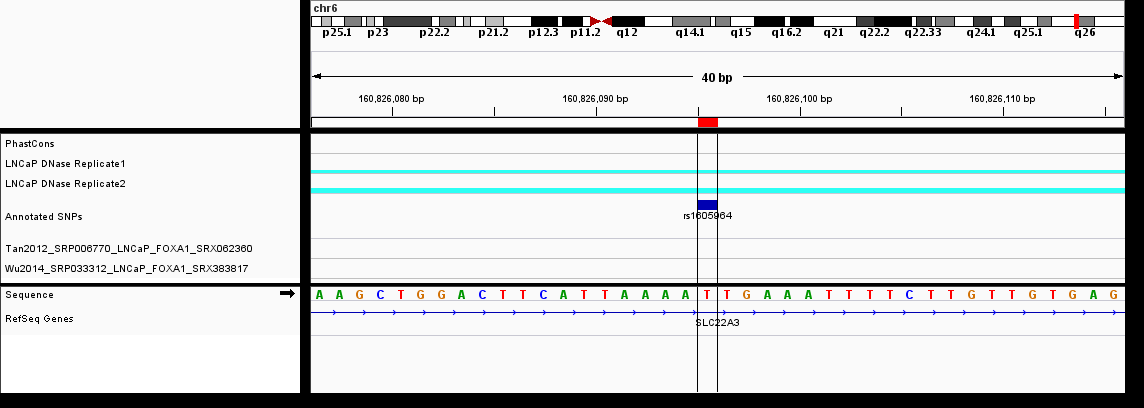 chr6
p25.1 p23 p22.2 p21.2 p12.3 p11.2 q12 q14.1 q15 q16.2 q21 q22.2 q22.33 q24.1 q25.1 q26
40 bp
160,826,080 bp 160,826,090 bp 160,826,100 bp 160,826,110 bp
PhastCons
LNCaP DNase Replicate1
LNCaP DNase Replicate2
Annotated SNPs
rs1605964
Tan2012_SRP006770_LNCaP_FOXA1_SRX062360
Wu2014_SRP033312_LNCaP_FOXA1_SRX383817
Sequence A A G C T G G A C T T C A T T A A A A T T G A A A T T T T C T T G T T G T G A G
RefSeq Genes
SLC22A3